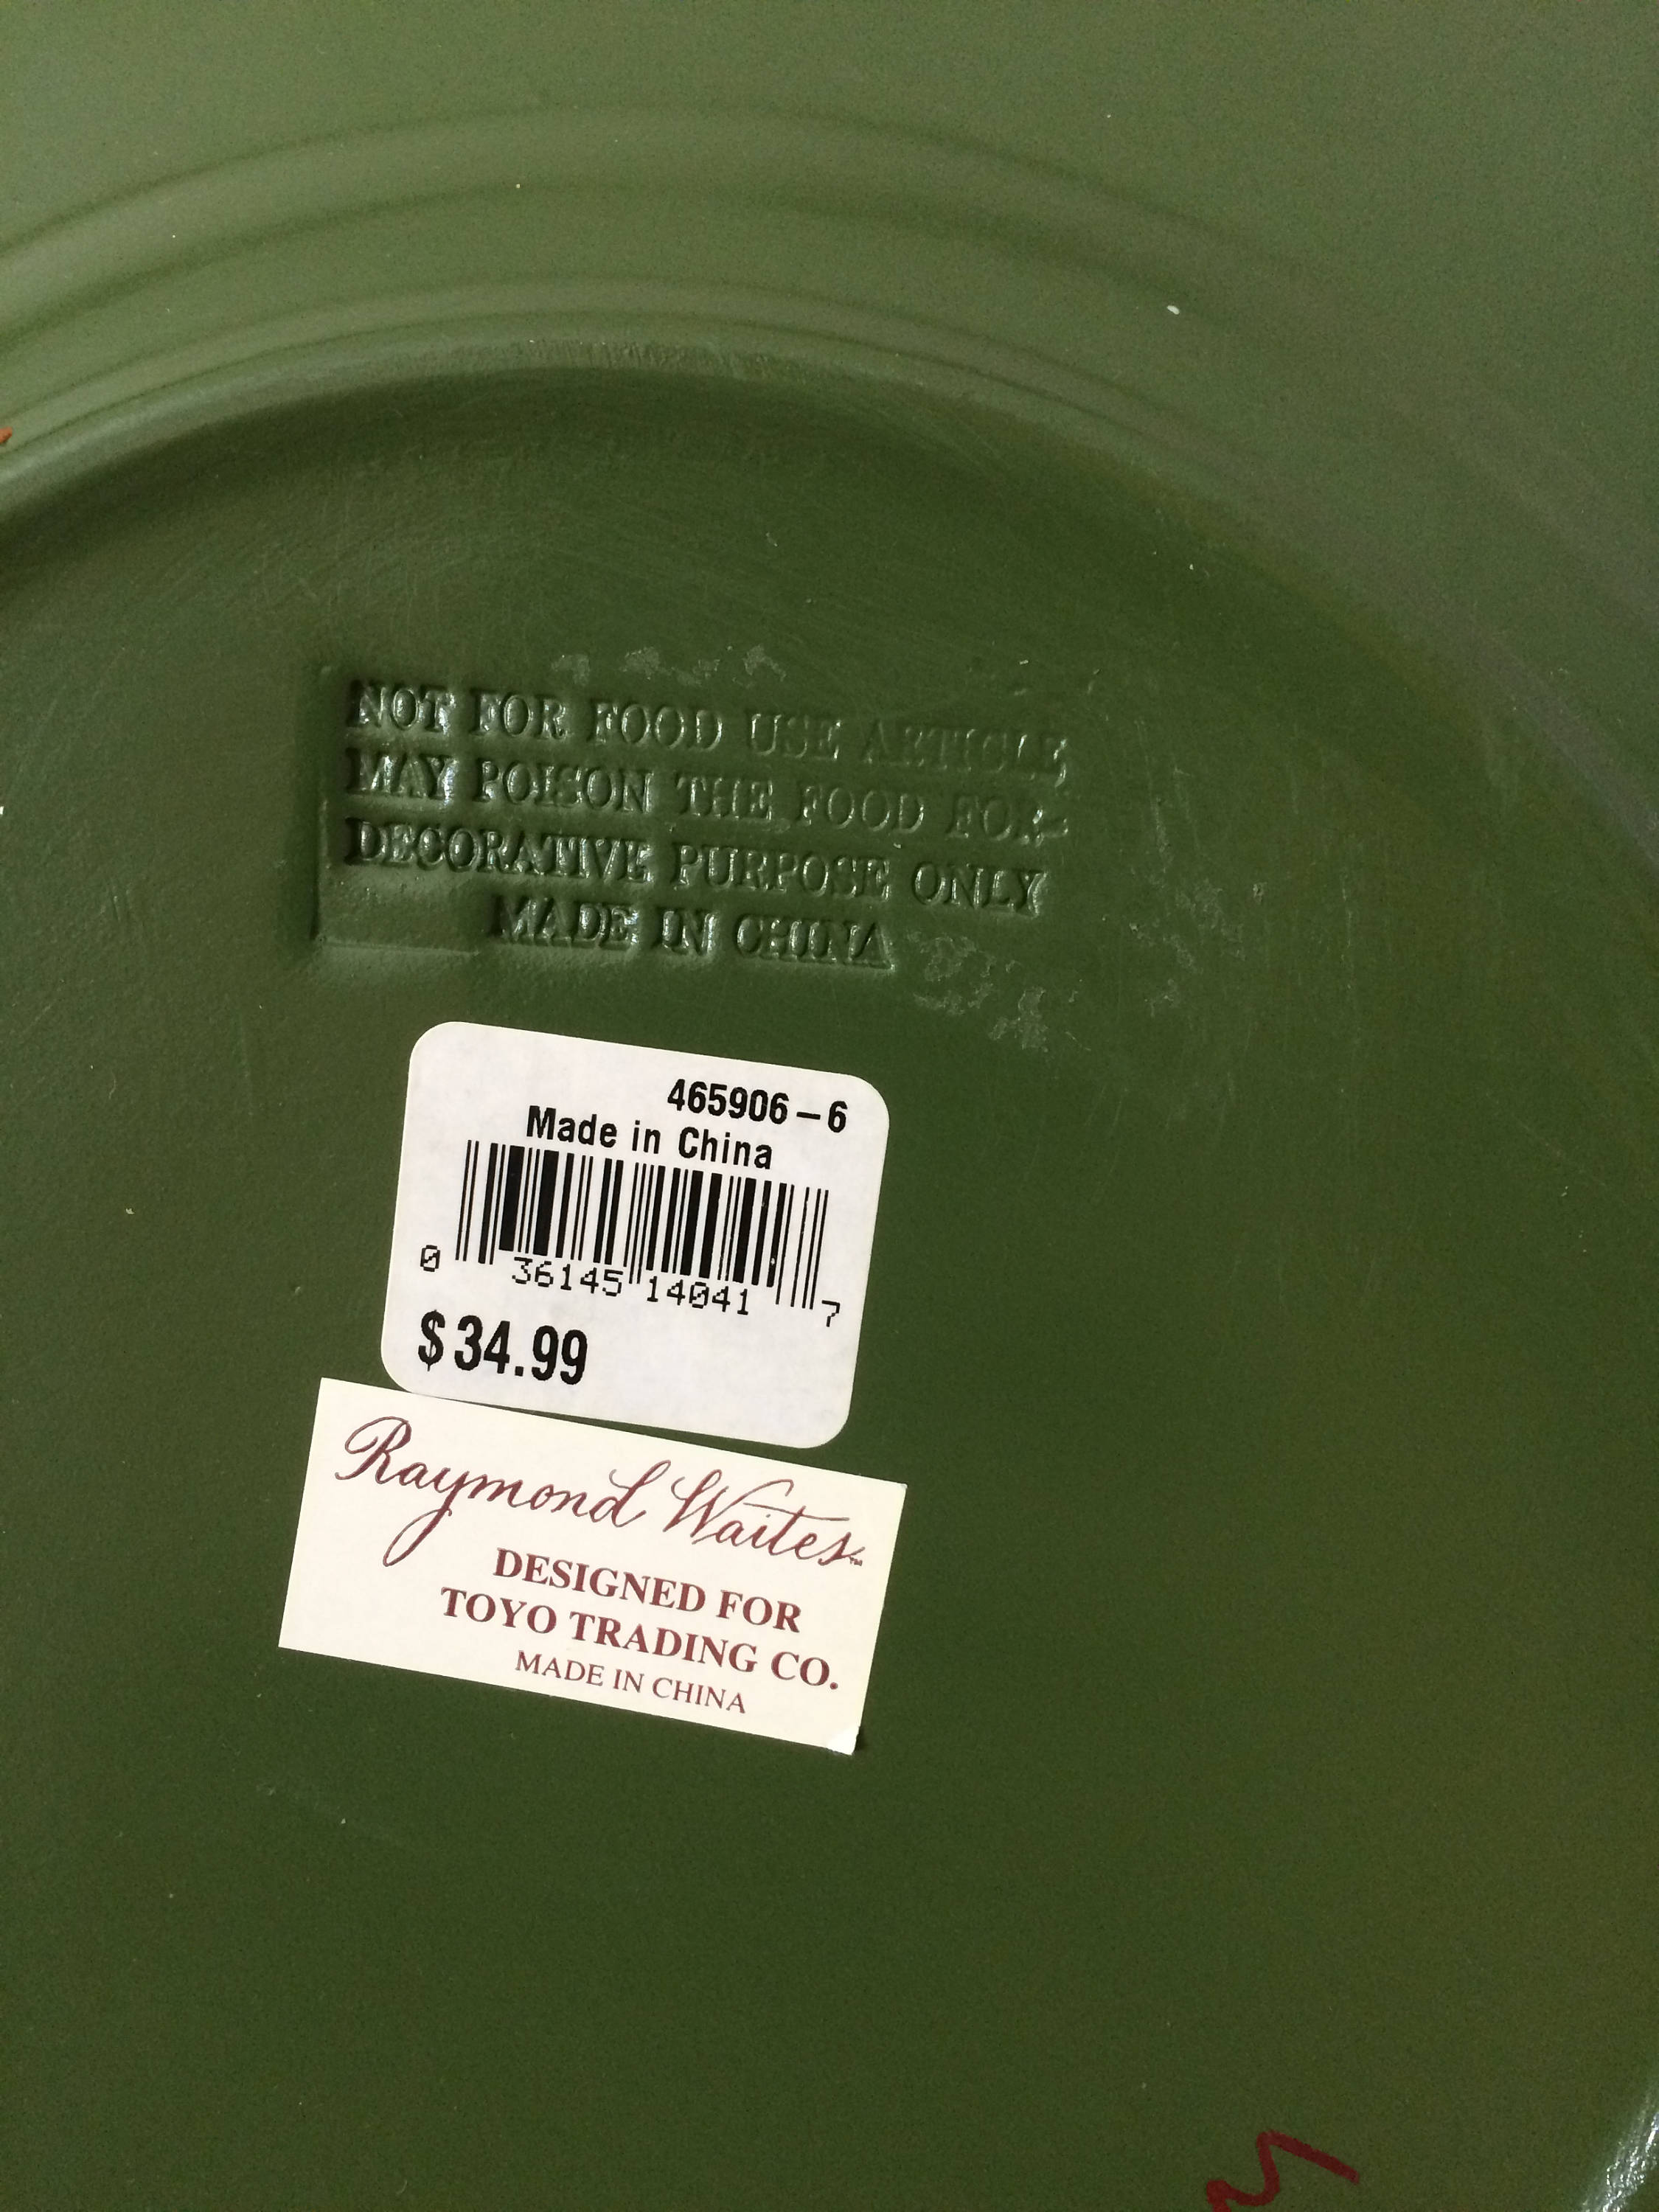 NOT FOR FOOD USE ARTICLE,
MAY POISON THE FOOD FOR
DECORATIVE PURPOSE ONLY
MADE IN CHINA
465906-6
Made in China
0 36145 14041 7
$34.99
Raymond Waites™
DESIGNED FOR
TOYO TRADING CO.
MADE IN CHINA